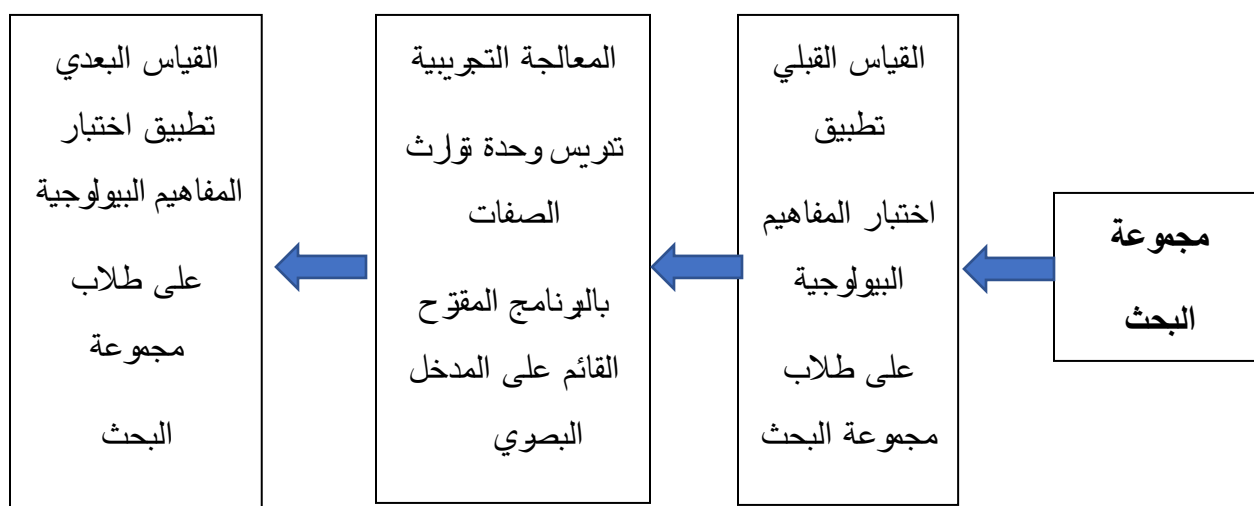 مجموعة
البحث
القياس القبلي
تطبيق
اختبار المفاهيم
البيولوجية
على طلاب
مجموعة البحث
المعالجة التجريبية
تدريس وحدة توارث
الصفات
بالبرنامج المقترح
القائم على المدخل
البصري
القياس البعدي
تطبيق اختبار
المفاهيم البيولوجية
على طلاب
مجموعة
البحث